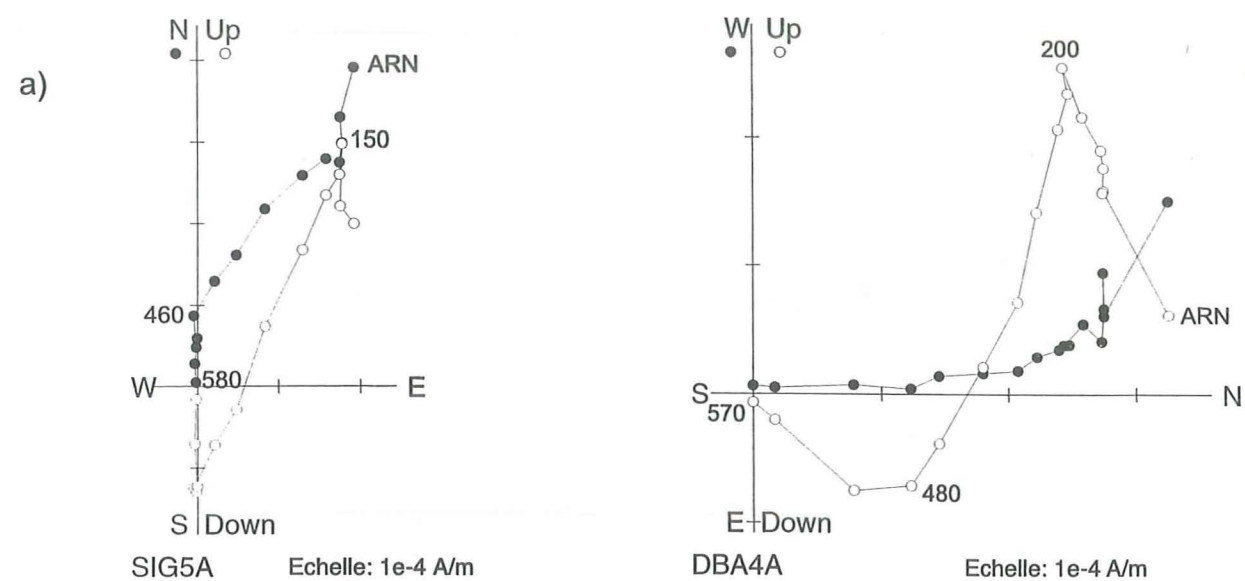 a)
N Up
ARN
150
460
580
W E
S Down
SIG5A Echelle: 1e-4 A/m
W Up
200
ARN
S N
570
480
E Down
DBA4A Echelle: 1e-4 A/m